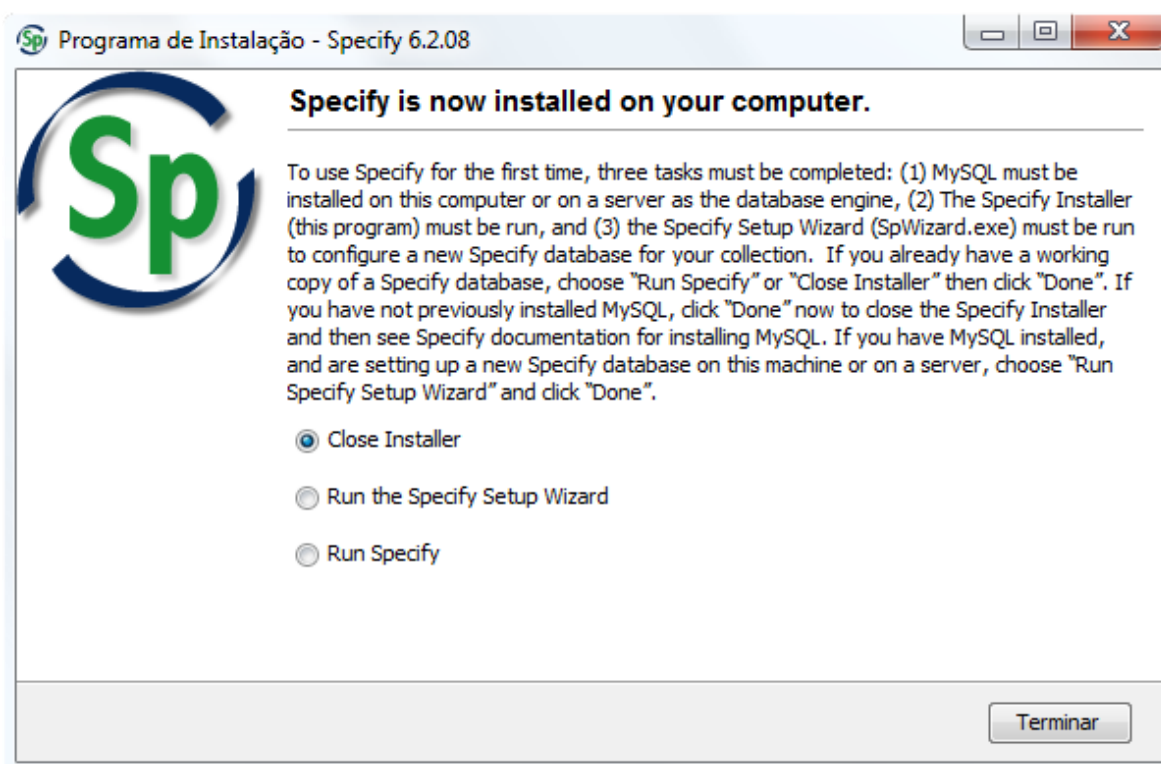 Sp Programa de Instalação - Specify 6.2.08
Sp
Specify is now installed on your computer.
To use Specify for the first time, three tasks must be completed: (1) MySQL must be
installed on this computer or on a server as the database engine, (2) The Specify Installer
(this program) must be run, and (3) the Specify Setup Wizard (SpWizard.exe) must be run
to configure a new Specify database for your collection.  If you already have a working
copy of a Specify database, choose “Run Specify” or “Close Installer” then click “Done”. If
you have not previously installed MySQL, click “Done” now to close the Specify Installer
and then see Specify documentation for installing MySQL. If you have MySQL installed,
and are setting up a new Specify database on this machine or on a server, choose “Run
Specify Setup Wizard” and click “Done”.
Close Installer
Run the Specify Setup Wizard
Run Specify
Terminar